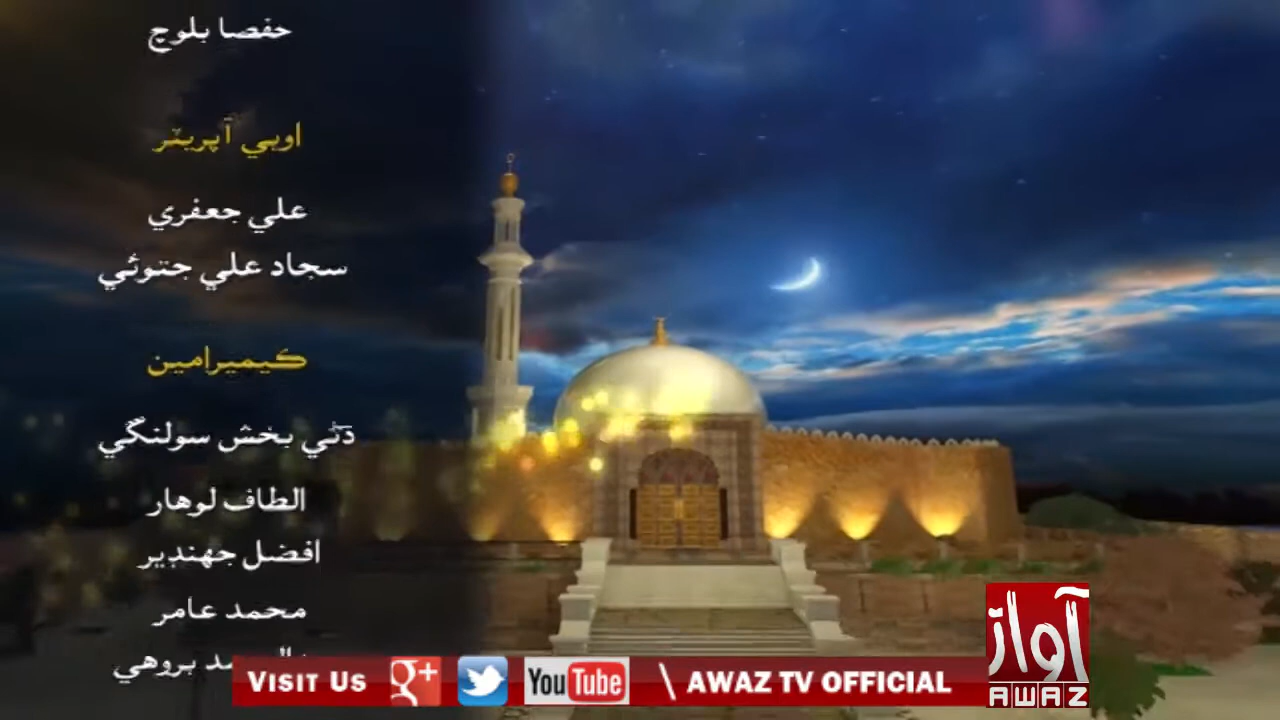 حفصا بلوچ
اوبي آپريٽر
علي جعفري
سجاد علي جتوئي
ڪيميرامين
ڌڻي بخش سولنگي
الطاف لوهار
افضل جهنڊير
محمد عامر
بروهي
VISIT US
g+
YouTube
\ AWAZ TV OFFICIAL
آواز
AWAZ